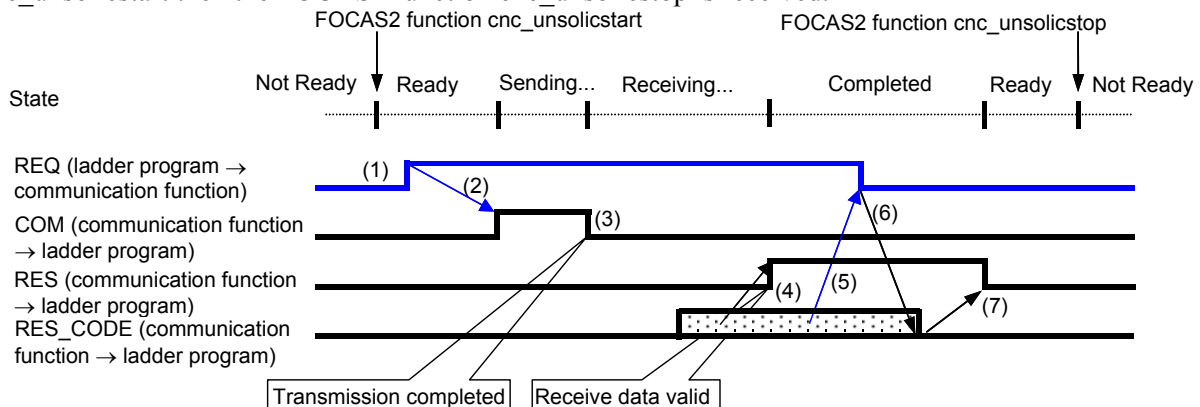 FOCAS2 function cnc_unsolicstart
FOCAS2 function cnc_unsolicstop
State
Not Ready
Ready
Sending...
Receiving...
Completed
Ready
Not Ready
REQ (ladder program →
communication function)
(1)
(2)
COM (communication function
→ ladder program)
(3)
(6)
RES (communication function
→ ladder program)
(4)
(5)
(7)
RES_CODE (communication
function → ladder program)
Transmission completed
Receive data valid